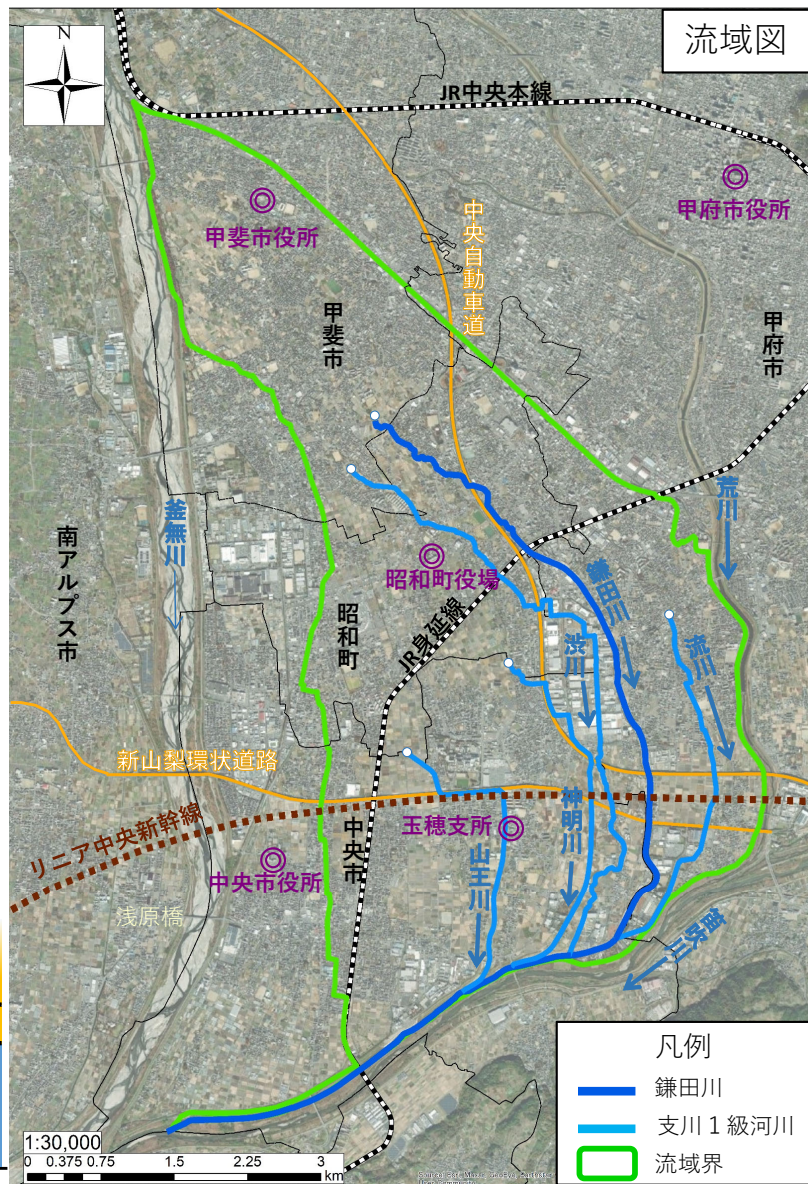 流域図
N
JR中央本線
甲斐市役所
甲府市役所
中央自動車道
甲斐市
甲府市
荒川
釜無川
南アルプス市
昭和町役場
鎌田川
昭和町
JR身延線
渋川
流川
新山梨環状道路
リニア中央新幹線
神明川
玉穂支所
中央市
山王川
中央市役所
浅原橋
笛吹川
凡例
鎌田川
支川1級河川
流域界
1:30,000
0 0.375 0.75 1.5 2.25 3
km